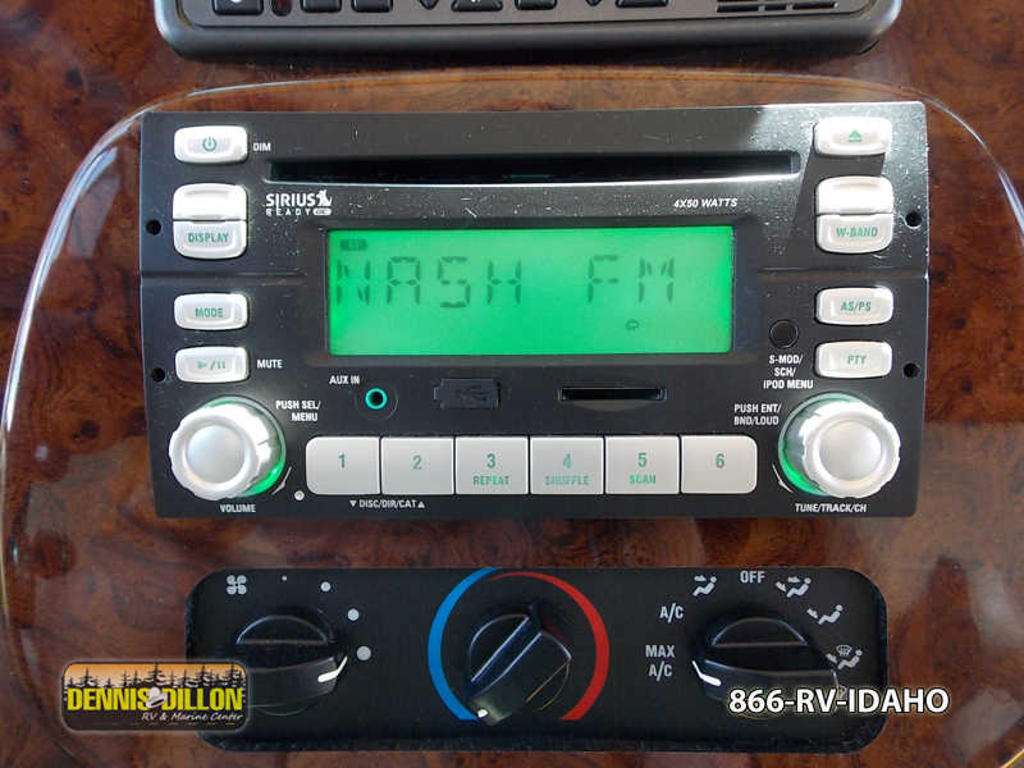 DIM
SIRIUS
READY
4X50 WATTS
DISPLAY
W-BAND
NASH FM
MODE
AS/PS
MUTE
PTY
S-MOD/
SCH/
IPOD MENU
AUX IN
PUSH SEL/
MENU
PUSH ENT/
BND/LOUD
1 2 3 4 5 6
REPEAT SHUFFLE SCAN
VOLUME
▼ DISC/DIR/CAT ▲
TUNE/TRACK/CH
OFF
A/C
MAX
A/C
DENNIS DILLON
RV & Marine Center
866-RV-IDAHO